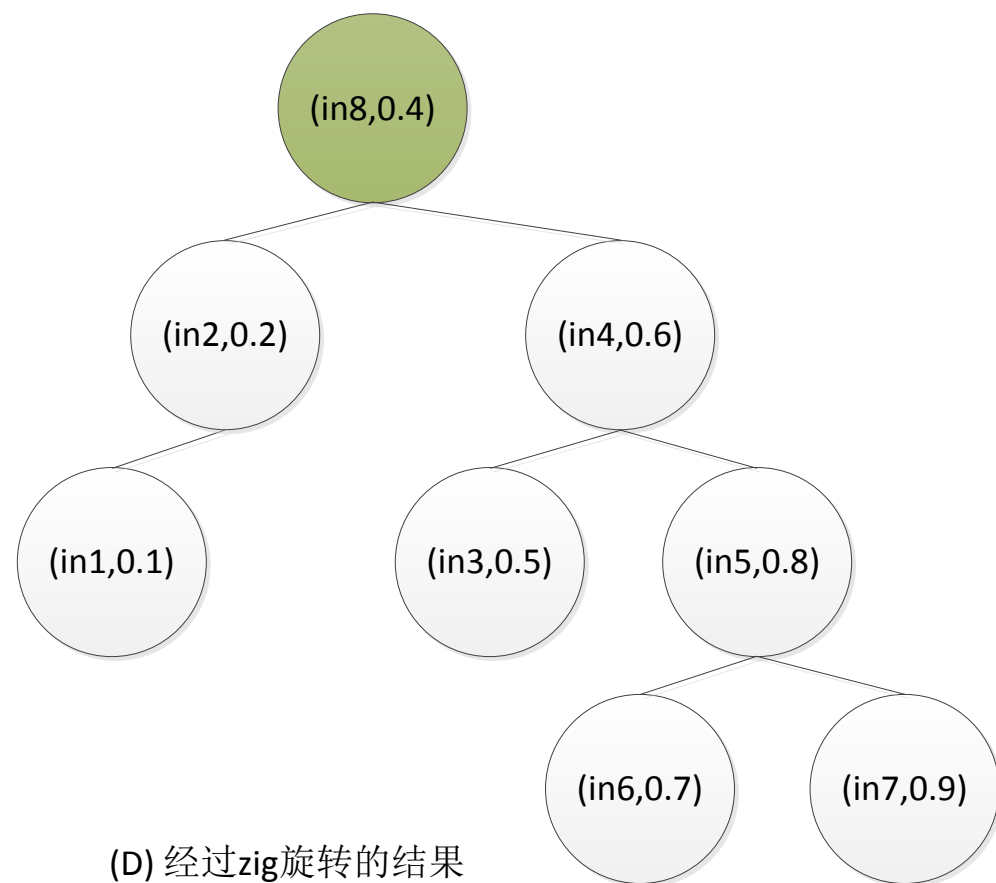 (in8,0.4)
(in2,0.2)
(in4,0.6)
(in1,0.1)
(in3,0.5)
(in5,0.8)
(in6,0.7)
(in7,0.9)
(D) 经过zig旋转的结果